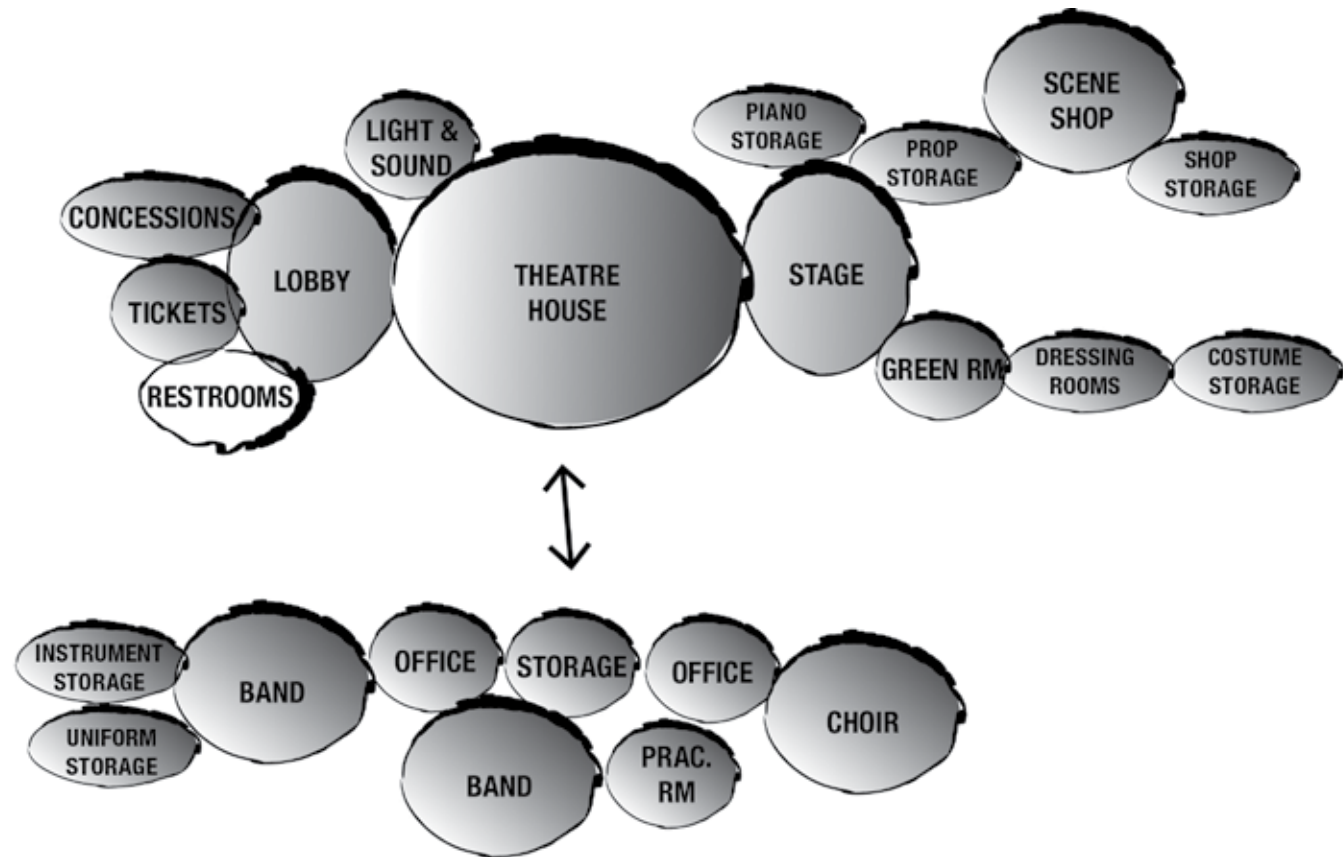 SCENE
SHOP
PIANO
STORAGE
LIGHT &
SOUND
PROP
STORAGE
SHOP
STORAGE
CONCESSIONS
LOBBY
THEATRE
HOUSE
STAGE
TICKETS
RESTROOMS
GREEN RM
DRESSING
ROOMS
COSTUME
STORAGE
INSTRUMENT
STORAGE
BAND
OFFICE
STORAGE
OFFICE
CHOIR
UNIFORM
STORAGE
BAND
PRAC.
RM